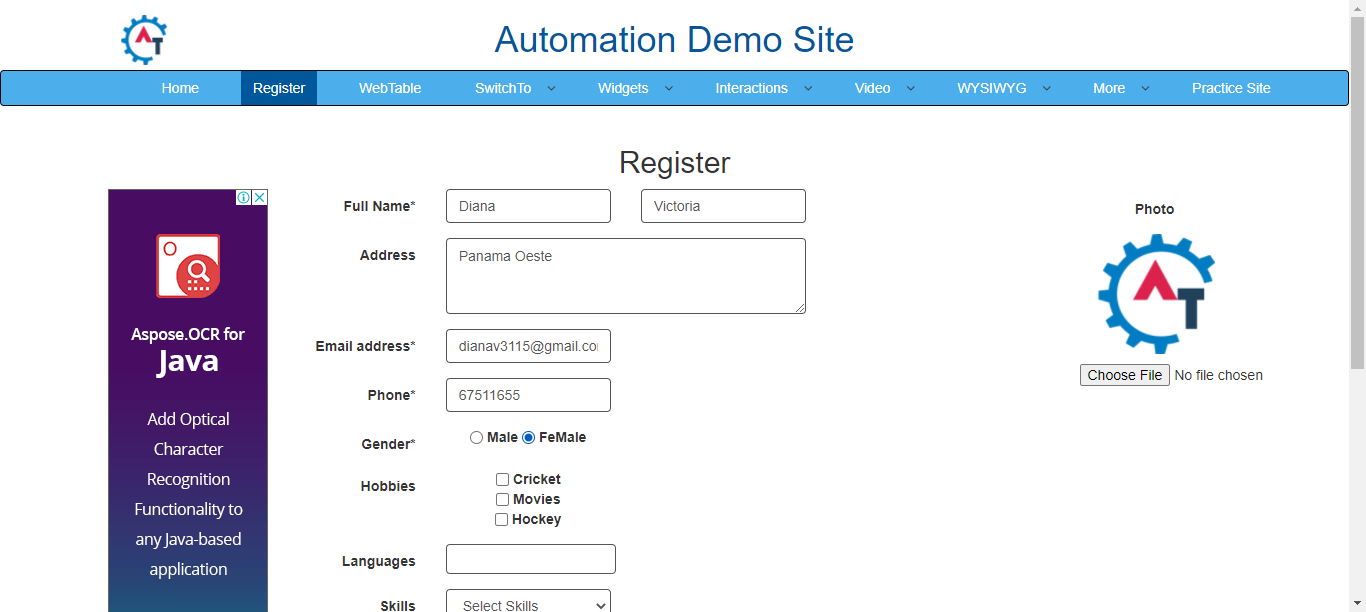 AT
Automation Demo Site
Home Register WebTable SwitchTo Widgets Interactions Video WYSIWYG More Practice Site
Register
Full Name* Diana Victoria
Photo
Address Panama Oeste
AT
Email address* dianav3115@gmail.co
Choose File No file chosen
Phone* 67511655
Gender* Male FeMale
Hobbies Cricket
Movies
Hockey
Languages
Skills Select Skills
Aspose.OCR for
Java
Add Optical
Character
Recognition
Functionality to
any Java-based
application